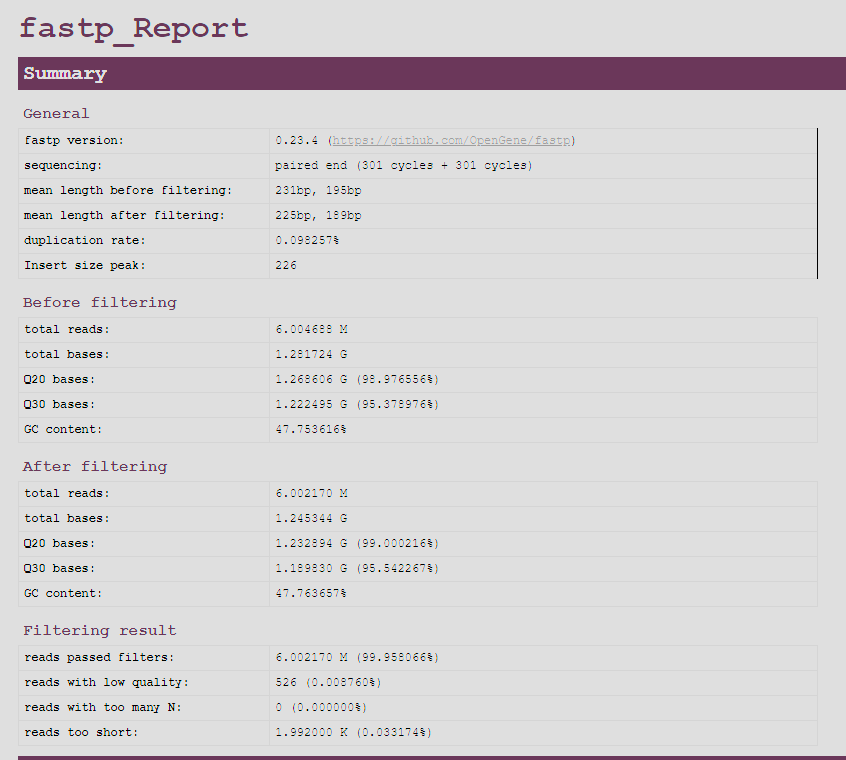 fastp_Report
Summary
General
fastp version: 0.23.4 (https://github.com/OpenGene/fastp)
sequencing: paired end (301 cycles + 301 cycles)
mean length before filtering: 231bp, 195bp
mean length after filtering: 225bp, 189bp
duplication rate: 0.098257%
Insert size peak: 226
Before filtering
total reads: 6.004688 M
total bases: 1.281724 G
Q20 bases: 1.268606 G (98.976556%)
Q30 bases: 1.222495 G (95.378976%)
GC content: 47.753616%
After filtering
total reads: 6.002170 M
total bases: 1.245344 G
Q20 bases: 1.232894 G (99.000216%)
Q30 bases: 1.189830 G (95.542267%)
GC content: 47.763657%
Filtering result
reads passed filters: 6.002170 M (99.958066%)
reads with low quality: 526 (0.008760%)
reads with too many N: 0 (0.000000%)
reads too short: 1.992000 K (0.033174%)